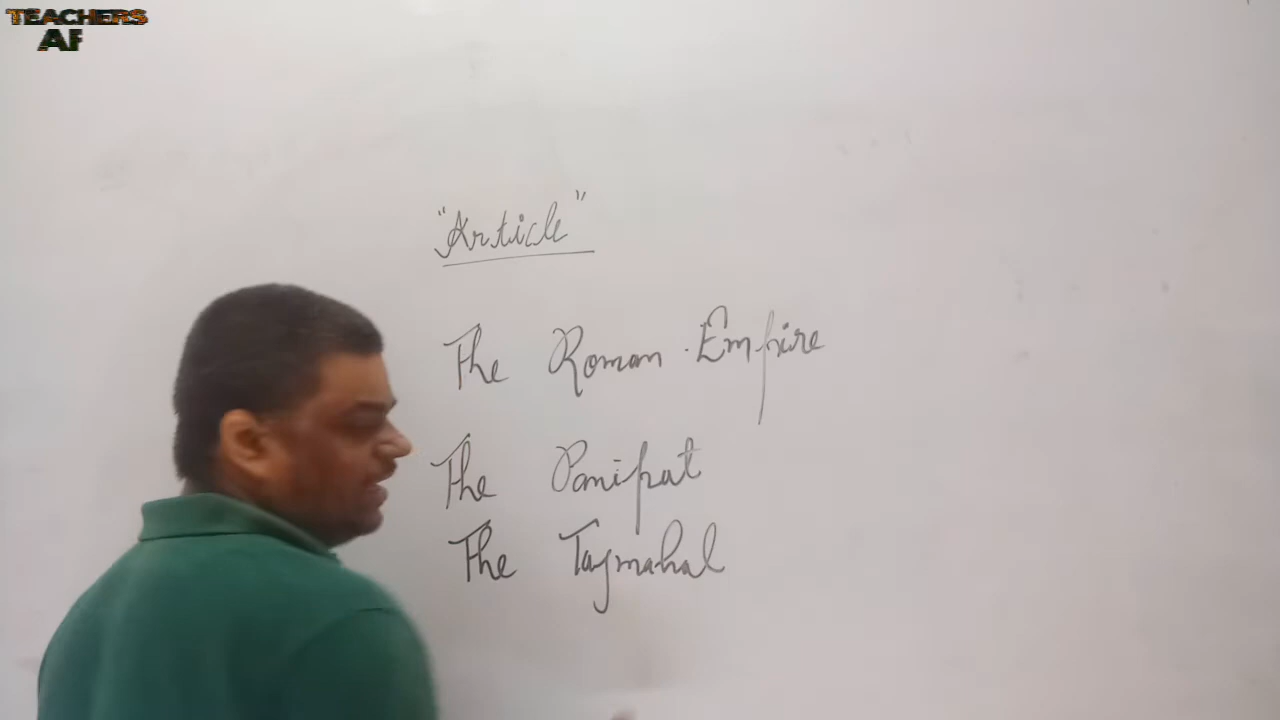 TEACHERS
AF
"Article"
The Roman Empire
The Panipat
The Tajmahal